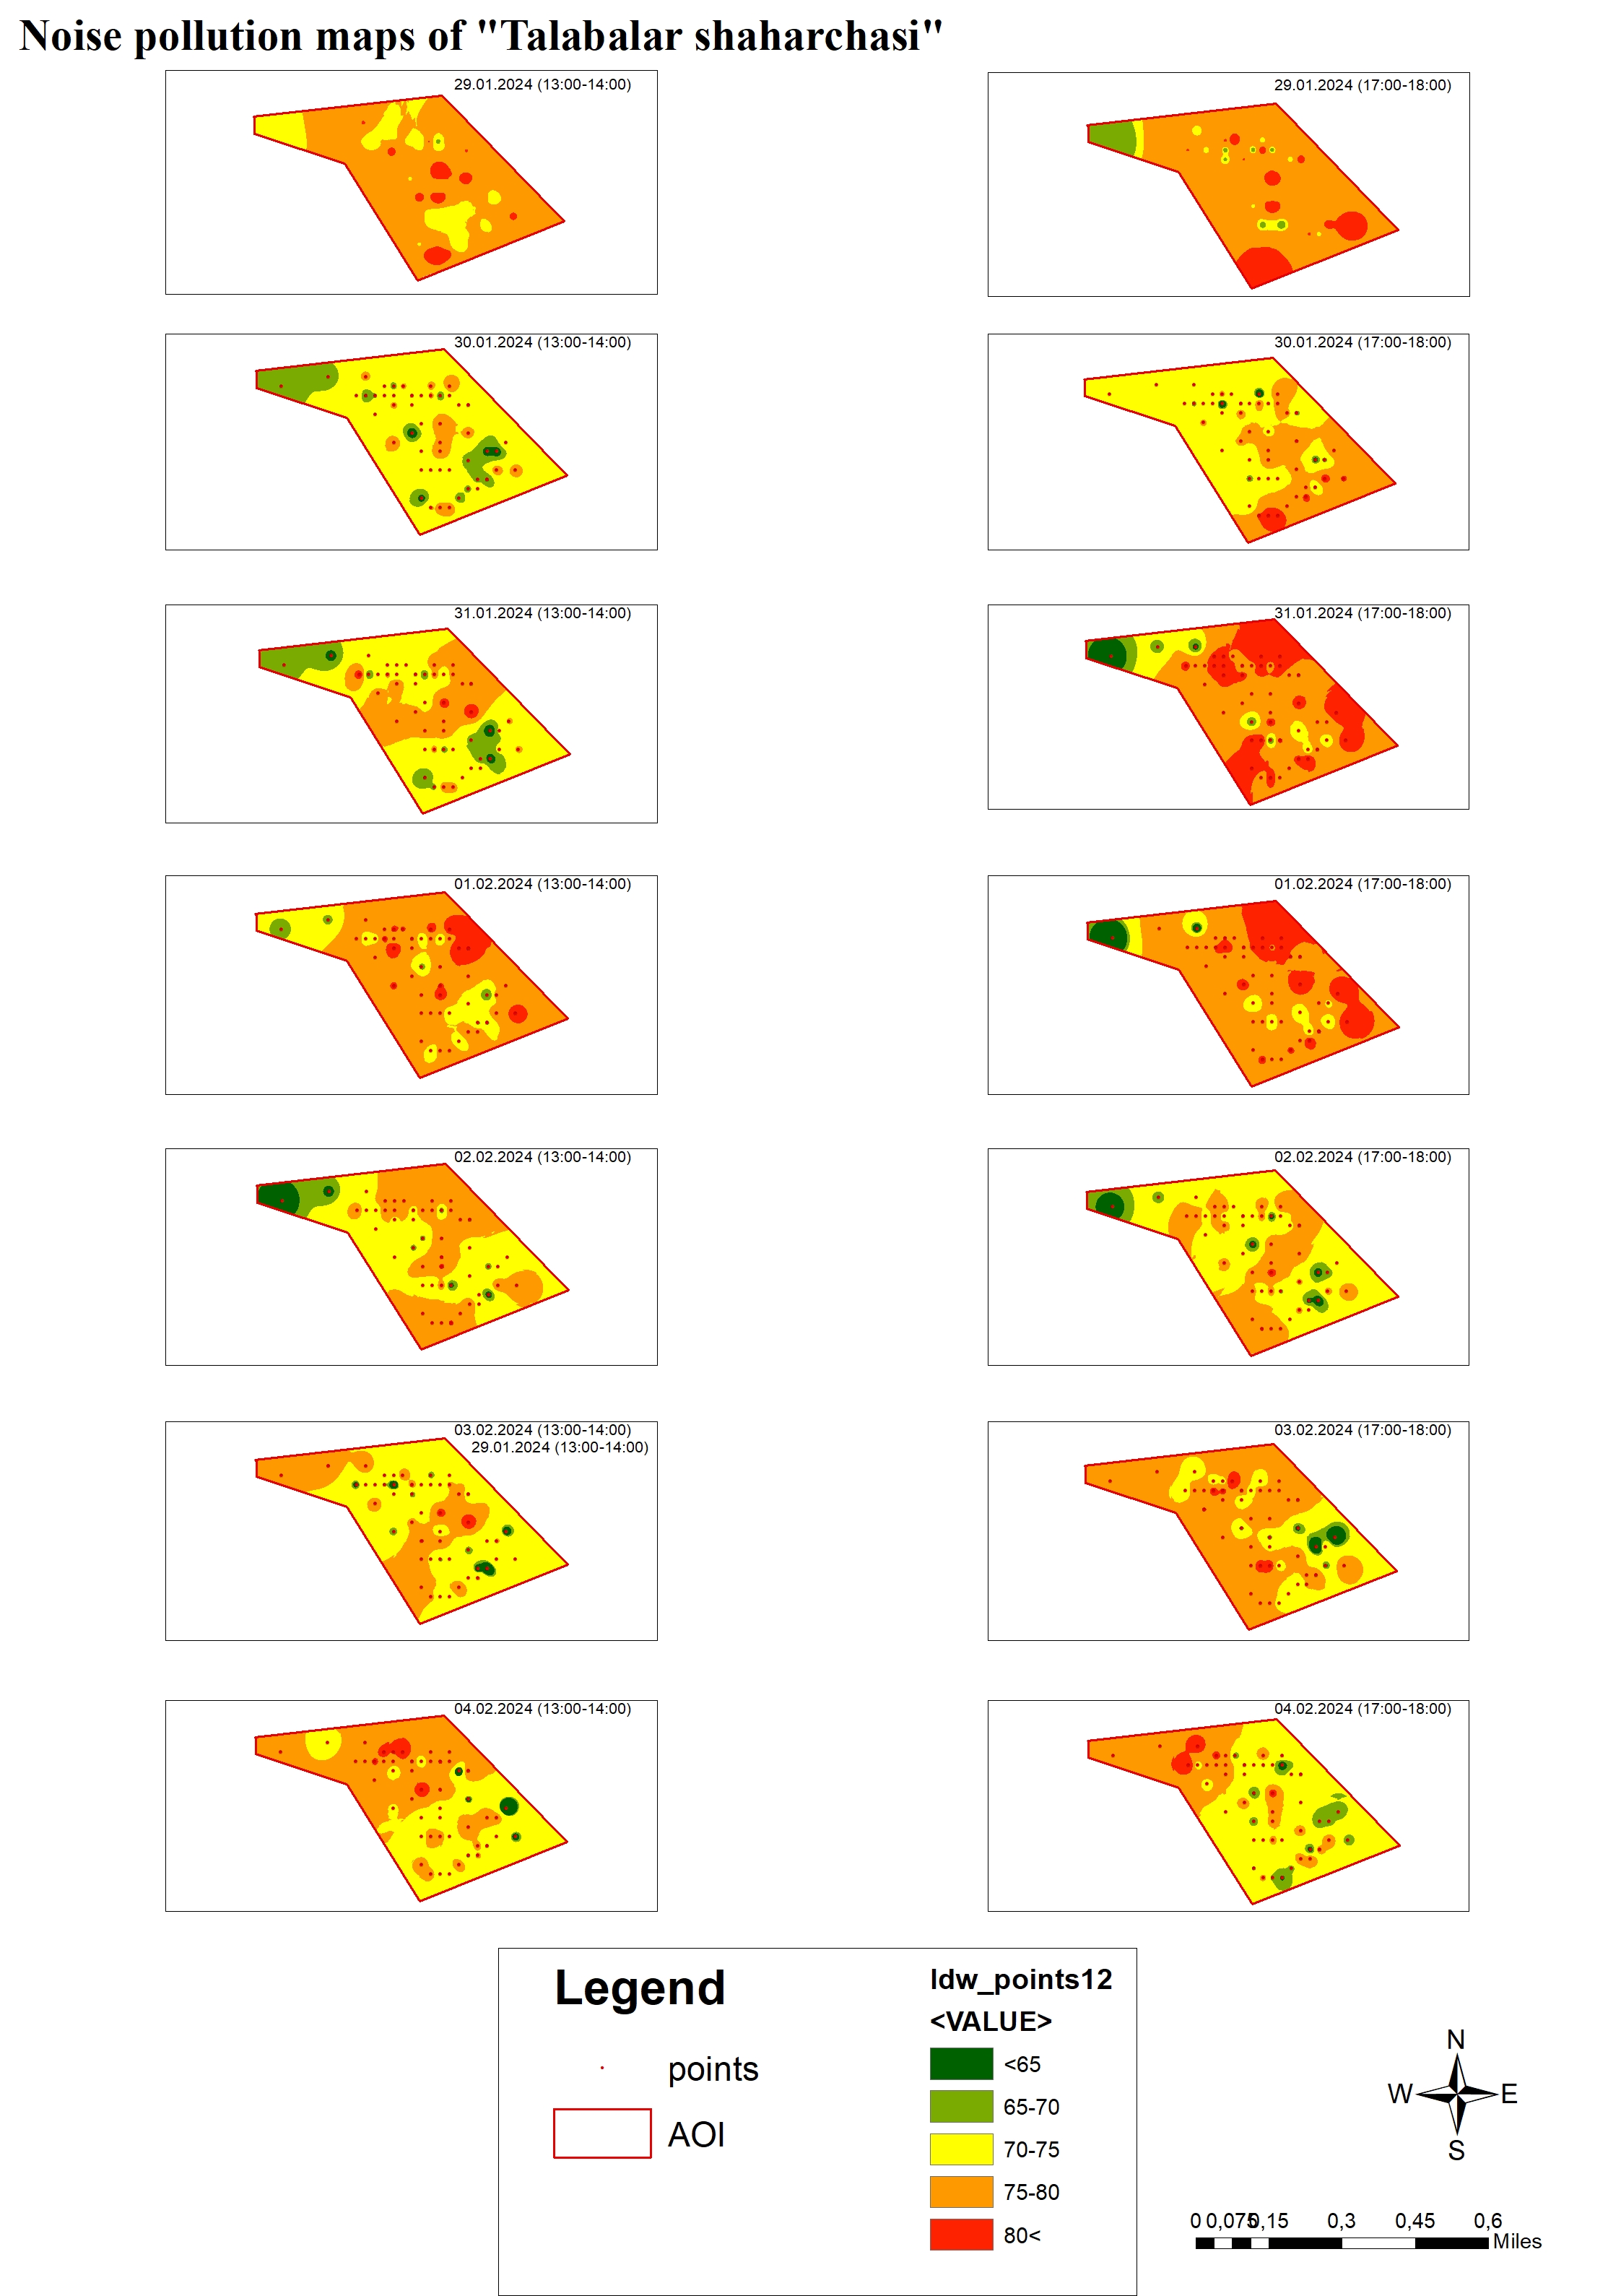 Noise pollution maps of "Talabalar shaharchasi"
29.01.2024 (13:00-14:00)
29.01.2024 (17:00-18:00)
30.01.2024 (13:00-14:00)
30.01.2024 (17:00-18:00)
31.01.2024 (13:00-14:00)
31.01.2024 (17:00-18:00)
01.02.2024 (13:00-14:00)
01.02.2024 (17:00-18:00)
02.02.2024 (13:00-14:00)
02.02.2024 (17:00-18:00)
03.02.2024 (13:00-14:00)
29.01.2024 (13:00-14:00)
03.02.2024 (17:00-18:00)
04.02.2024 (13:00-14:00)
04.02.2024 (17:00-18:00)
Legend
points
AOI
Idw_points12
<VALUE>
<65
65-70
70-75
75-80
80<
N
W E
S
0 0,075 0,15 0,3 0,45 0,6
Miles